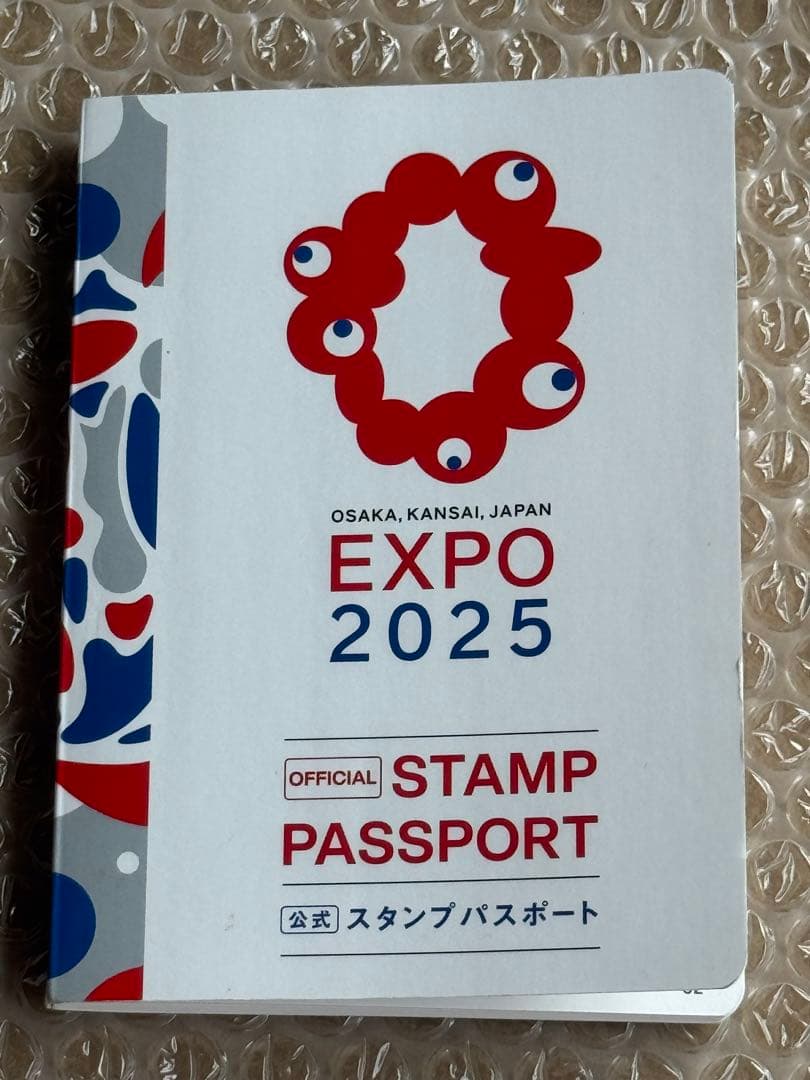 OSAKA, KANSAI, JAPAN
EXPO
2025
OFFICIAL STAMP
PASSPORT
公式 スタンプパスポート